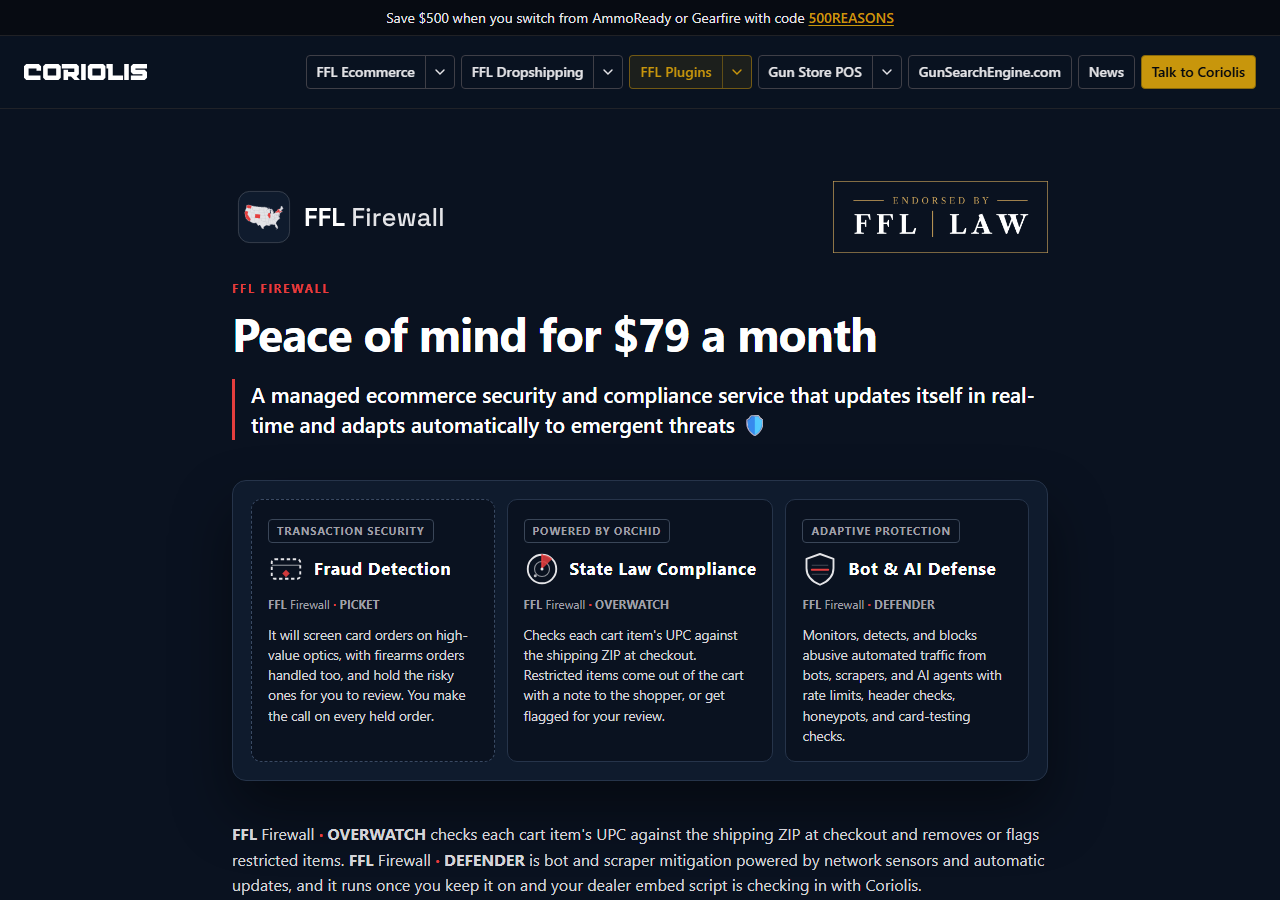 Save $500 when you switch from AmmoReady or Gearfire with code 500REASONS
CORIOLIS
FFL Ecommerce
FFL Dropshipping
FFL Plugins
Gun Store POS
GunSearchEngine.com
News
Talk to Coriolis
FFL Firewall
ENDORSED BY
FFL | LAW
FFL FIREWALL
Peace of mind for $79 a month
A managed ecommerce security and compliance service that updates itself in real-
time and adapts automatically to emergent threats
TRANSACTION SECURITY
Fraud Detection
FFL Firewall · PICKET
It will screen card orders on high-
value optics, with firearms orders
handled too, and hold the risky
ones for you to review. You make
the call on every held order.
POWERED BY ORCHID
State Law Compliance
FFL Firewall · OVERWATCH
Checks each cart item's UPC against
the shipping ZIP at checkout.
Restricted items come out of the cart
with a note to the shopper, or get
flagged for your review.
ADAPTIVE PROTECTION
Bot & AI Defense
FFL Firewall · DEFENDER
Monitors, detects, and blocks
abusive automated traffic from
bots, scrapers, and AI agents with
rate limits, header checks,
honeypots, and card-testing
checks.
FFL Firewall · OVERWATCH checks each cart item's UPC against the shipping ZIP at checkout and removes or flags
restricted items. FFL Firewall · DEFENDER is bot and scraper mitigation powered by network sensors and automatic
updates, and it runs once you keep it on and your dealer embed script is checking in with Coriolis.